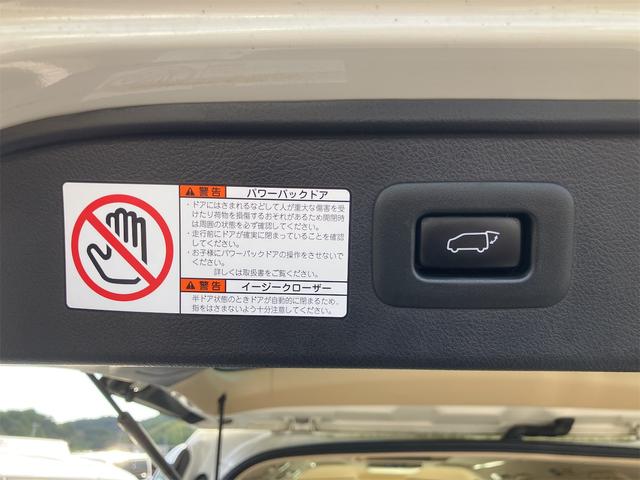 警告 パワーバックドア
・ドアにはさまれるなどして人が重大な傷害を受
けたり荷物を損傷するおそれがあるため開閉時
は周囲の状態を必ず確認してください。
・走行前にドアが確実に閉まっていることを確認
してください。
・お子様にパワーバックドアの操作をさせないで
ください。
詳しくは取扱書をご覧ください。
警告 イージークローザー
半ドア状態のときドアが自動的に閉まるため、
指をはさまないよう十分注意してください。